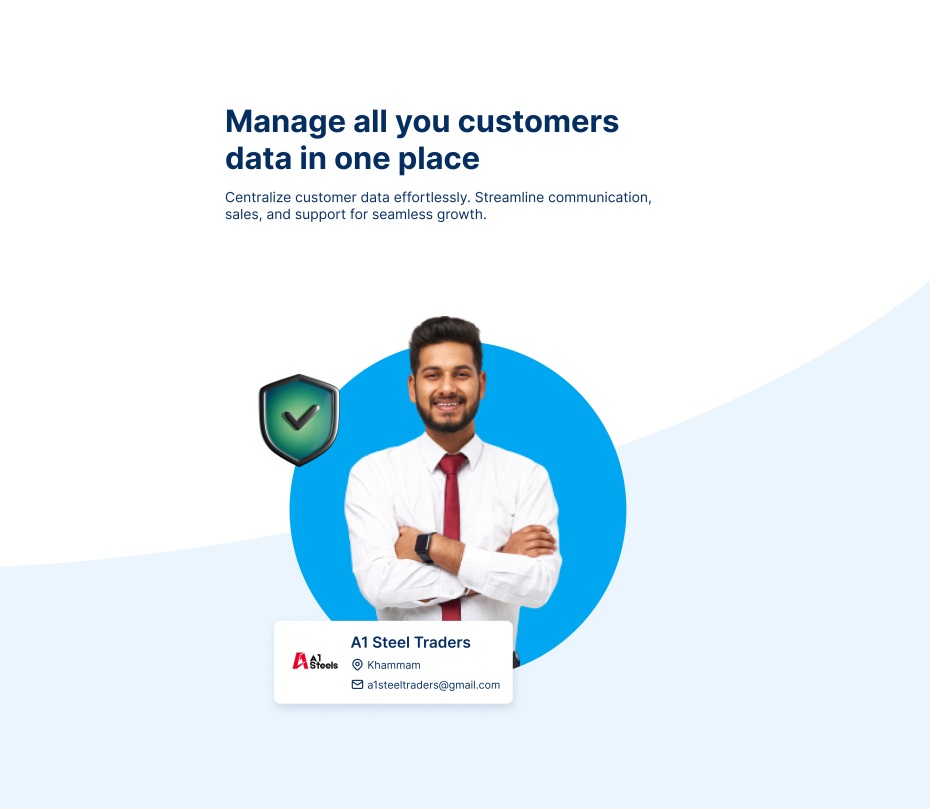 Manage all you customers
data in one place
Centralize customer data effortlessly. Streamline communication,
sales, and support for seamless growth.
A1 Steel Traders
A1
Steels
Khammam
a1steeltraders@gmail.com